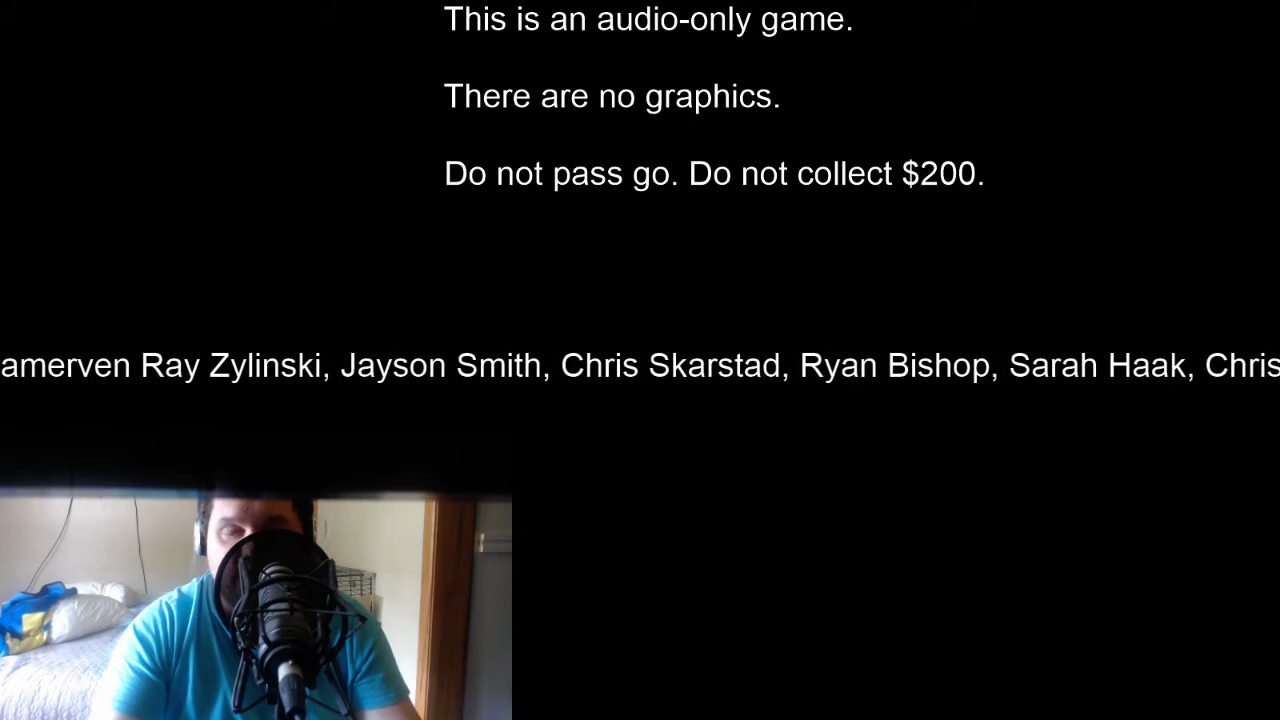 This is an audio-only game.
There are no graphics.
Do not pass go. Do not collect $200.
amerven Ray Zylinski, Jayson Smith, Chris Skarstad, Ryan Bishop, Sarah Haak, Chris